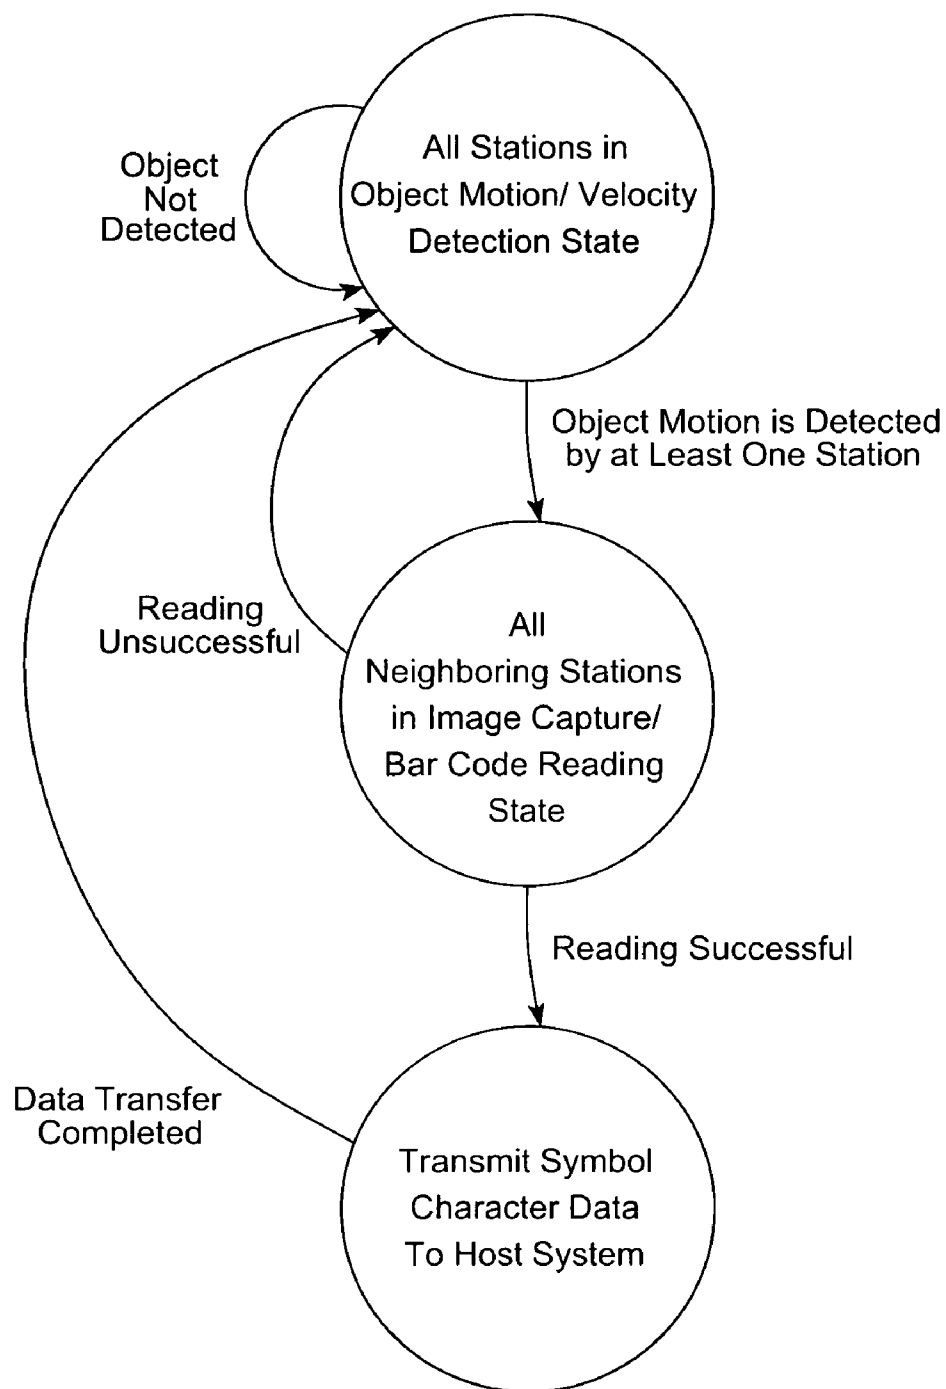 All Stations in
Object Motion/ Velocity
Detection State
Object
Not
Detected
Object Motion is Detected
by at Least One Station
Reading
Unsuccessful
All
Neighboring Stations
in Image Capture/
Bar Code Reading
State
Reading Successful
Data Transfer
Completed
Transmit Symbol
Character Data
To Host System